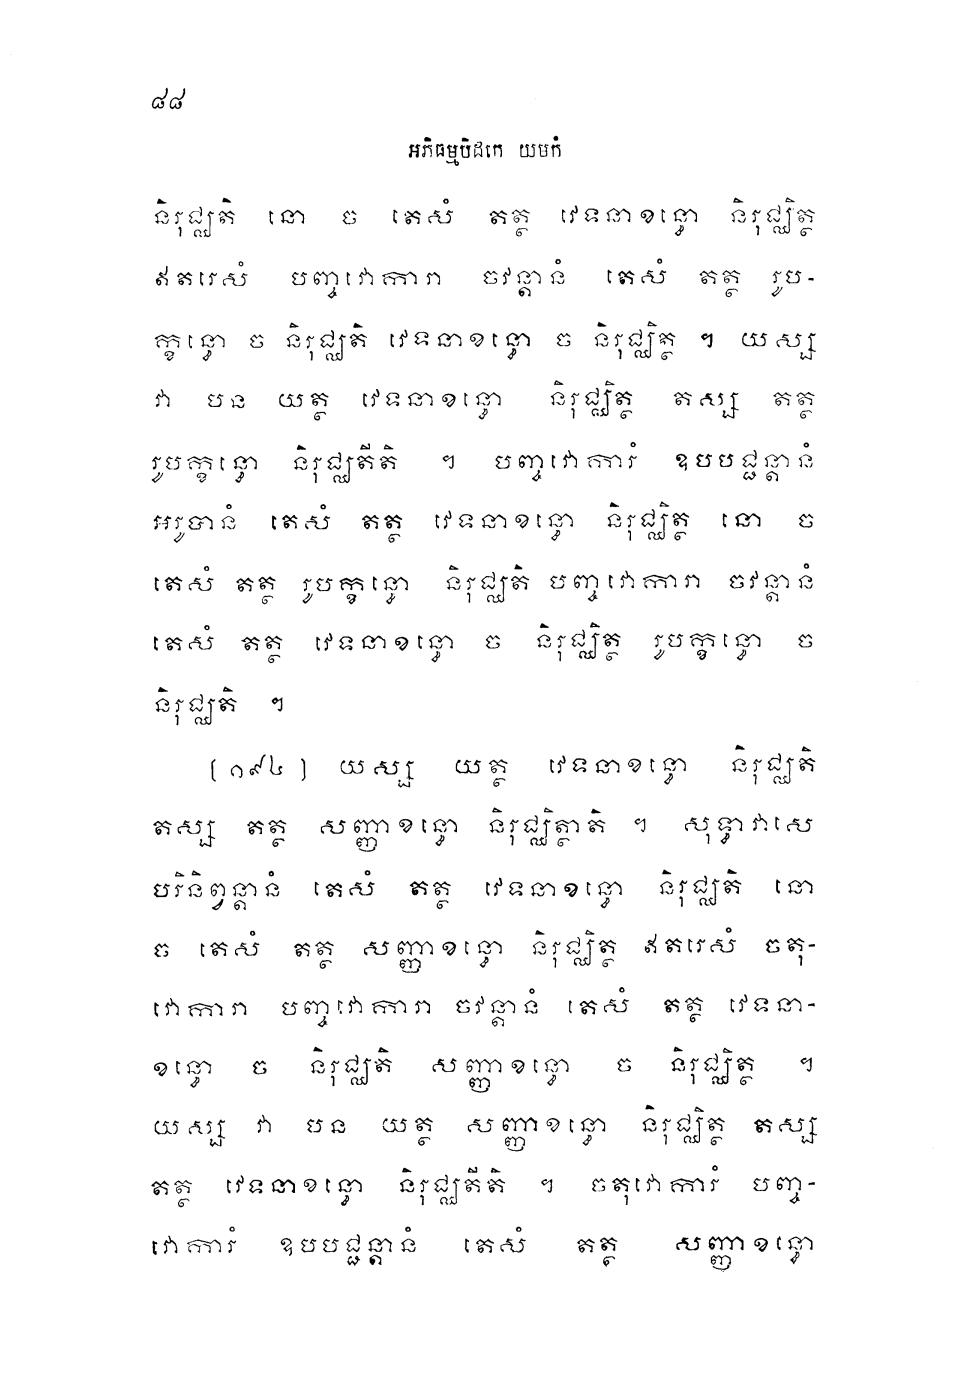 ៨៨
អភិធម្មបិដកេ យមកំ
និរុជ្ឈតិ នោ ច តេសំ តត្ថ វេទនាខន្ធោ និរុជ្ឈិត្ថ
ឥតរេសំ បញ្ចវោការា ចវន្តានំ តេសំ តត្ថ រូប-
ក្ខន្ធោ ច និរុជ្ឈតិ វេទនាខន្ធោ ច និរុជ្ឈិត្ថ ។ យស្ស
វា បន យត្ថ វេទនាខន្ធោ និរុជ្ឈិត្ថ តស្ស តត្ថ
រូបក្ខន្ធោ និរុជ្ឈតីតិ ។ បញ្ចវោការំ ឧបបជ្ជន្តានំ
អរូបានំ តេសំ តត្ថ វេទនាខន្ធោ និរុជ្ឈិត្ថ នោ ច
តេសំ តត្ថ រូបក្ខន្ធោ និរុជ្ឈតិ បញ្ចវោការា ចវន្តានំ
តេសំ តត្ថ វេទនាខន្ធោ ច និរុជ្ឈិត្ថ រូបក្ខន្ធោ ច
និរុជ្ឈតិ ។
[១៩៤] យស្ស យត្ថ វេទនាខន្ធោ និរុជ្ឈតិ
តស្ស តត្ថ សញ្ញាខន្ធោ និរុជ្ឈិត្ថាតិ ។ សុទ្ធាវាសេ
បរិនិព្វន្តានំ តេសំ តត្ថ វេទនាខន្ធោ និរុជ្ឈតិ នោ
ច តេសំ តត្ថ សញ្ញាខន្ធោ និរុជ្ឈិត្ថ ឥតរេសំ ចតុ-
វោការា បញ្ចវោការា ចវន្តានំ តេសំ តត្ថ វេទនា-
ខន្ធោ ច និរុជ្ឈតិ សញ្ញាខន្ធោ ច និរុជ្ឈិត្ថ ។
យស្ស វា បន យត្ថ សញ្ញាខន្ធោ និរុជ្ឈិត្ថ តស្ស
តត្ថ វេទនាខន្ធោ និរុជ្ឈតីតិ ។ ចតុវោការំ បញ្ច-
វោការំ ឧបបជ្ជន្តានំ តេសំ តត្ថ សញ្ញាខន្ធោ